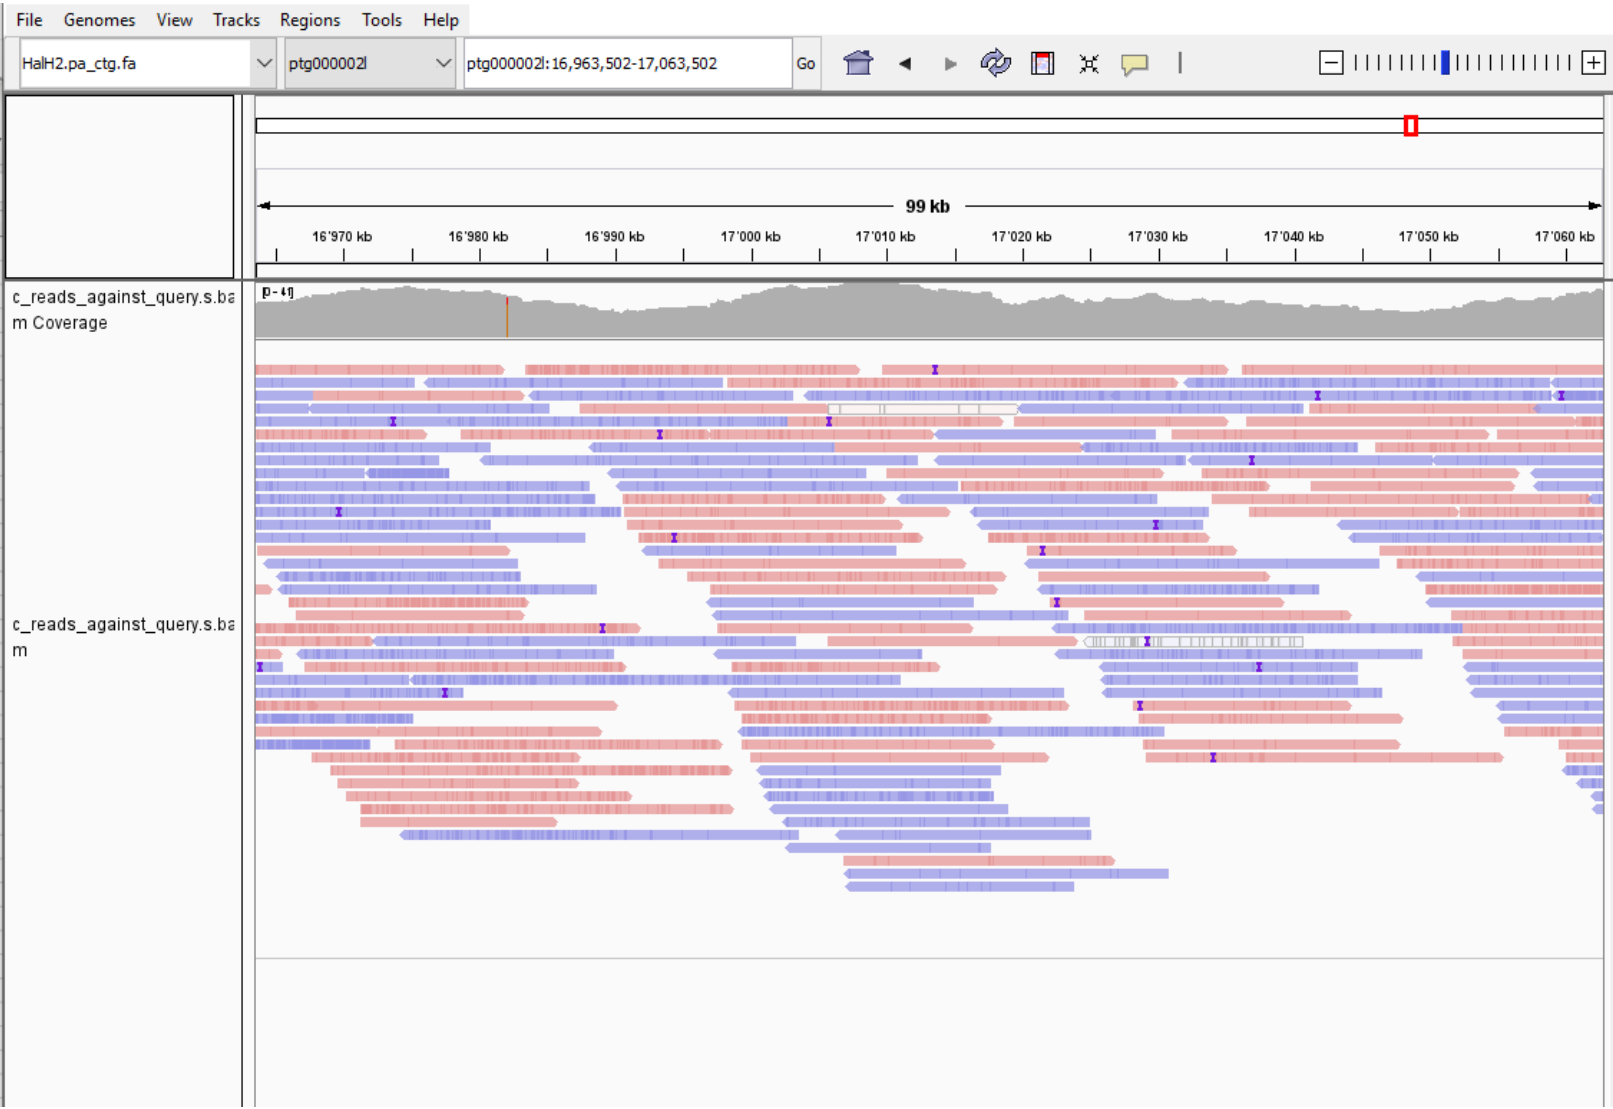 File Genomes View Tracks Regions Tools Help
HalH2.pa_ctg.fa ptg000002l ptg000002l:16,963,502-17,063,502 Go
99 kb
16'970 kb 16'980 kb 16'990 kb 17'000 kb 17'010 kb 17'020 kb 17'030 kb 17'040 kb 17'050 kb 17'060 kb
c_reads_against_query.s.ba
m Coverage
[0 - 41]
c_reads_against_query.s.ba
m